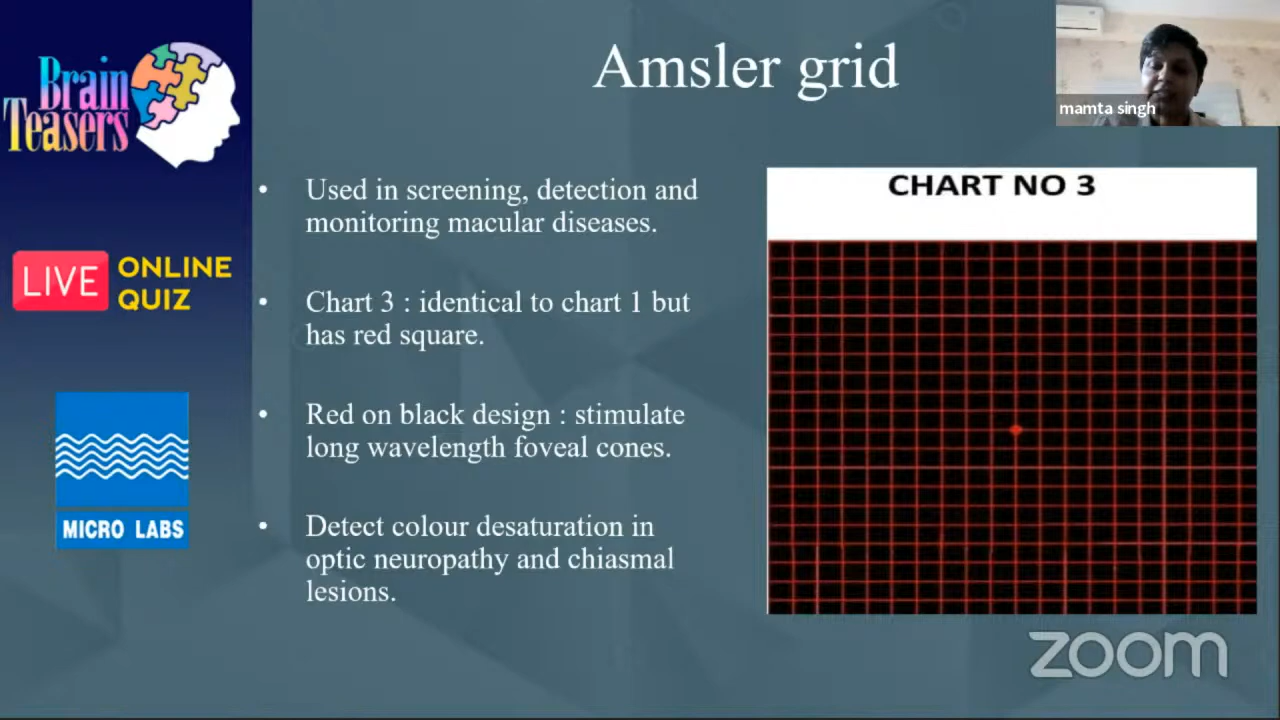 Brain
Teasers
LIVE ONLINE
QUIZ
MICRO LABS
Amsler grid
• Used in screening, detection and
monitoring macular diseases.
• Chart 3 : identical to chart 1 but
has red square.
• Red on black design : stimulate
long wavelength foveal cones.
• Detect colour desaturation in
optic neuropathy and chiasmal
lesions.
mamta singh
CHART NO 3
zoom